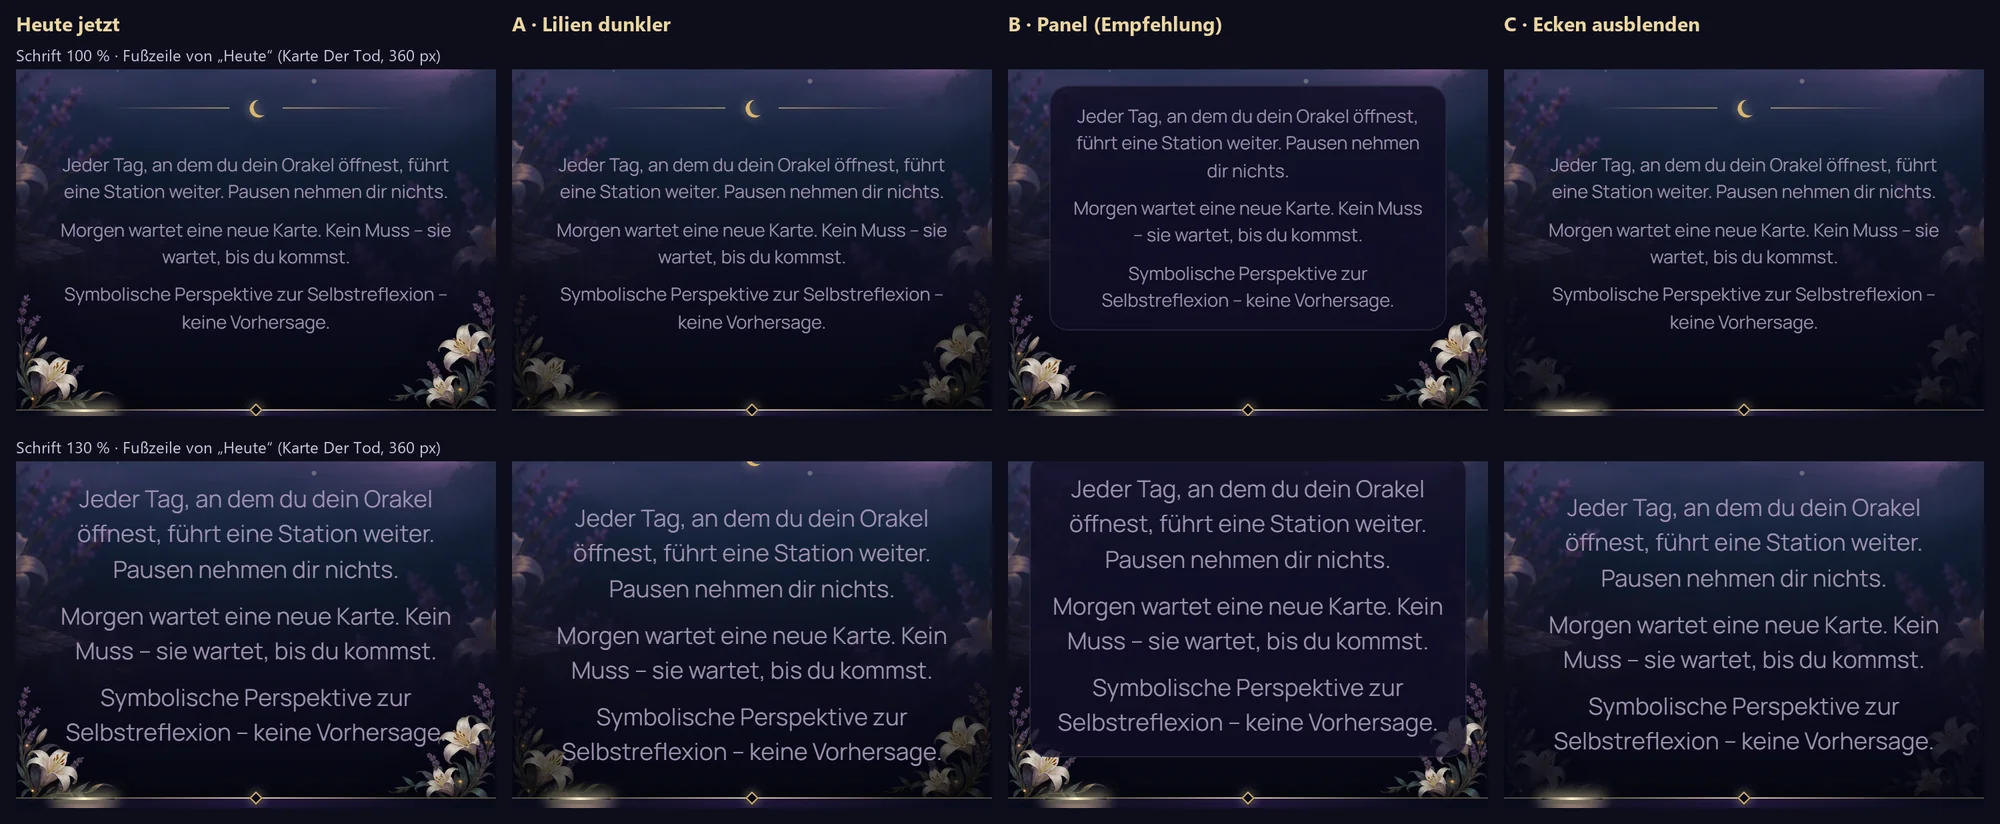 Heute jetzt
A · Lilien dunkler
B · Panel (Empfehlung)
C · Ecken ausblenden
Schrift 100 % · Fußzeile von „Heute“ (Karte Der Tod, 360 px)
Jeder Tag, an dem du dein Orakel öffnest, führt
eine Station weiter. Pausen nehmen dir nichts.
Morgen wartet eine neue Karte. Kein Muss – sie
wartet, bis du kommst.
Symbolische Perspektive zur Selbstreflexion –
keine Vorhersage.
Jeder Tag, an dem du dein Orakel öffnest, führt
eine Station weiter. Pausen nehmen dir nichts.
Morgen wartet eine neue Karte. Kein Muss – sie
wartet, bis du kommst.
Symbolische Perspektive zur Selbstreflexion –
keine Vorhersage.
Jeder Tag, an dem du dein Orakel öffnest,
führt eine Station weiter. Pausen nehmen
dir nichts.
Morgen wartet eine neue Karte. Kein Muss
– sie wartet, bis du kommst.
Symbolische Perspektive zur
Selbstreflexion – keine Vorhersage.
Jeder Tag, an dem du dein Orakel öffnest, führt
eine Station weiter. Pausen nehmen dir nichts.
Morgen wartet eine neue Karte. Kein Muss – sie
wartet, bis du kommst.
Symbolische Perspektive zur Selbstreflexion –
keine Vorhersage.
Schrift 130 % · Fußzeile von „Heute“ (Karte Der Tod, 360 px)
Jeder Tag, an dem du dein Orakel
öffnest, führt eine Station weiter.
Pausen nehmen dir nichts.
Morgen wartet eine neue Karte. Kein
Muss – sie wartet, bis du kommst.
Symbolische Perspektive zur
Selbstreflexion – keine Vorhersage.
Jeder Tag, an dem du dein Orakel
öffnest, führt eine Station weiter.
Pausen nehmen dir nichts.
Morgen wartet eine neue Karte. Kein
Muss – sie wartet, bis du kommst.
Symbolische Perspektive zur
Selbstreflexion – keine Vorhersage.
Jeder Tag, an dem du dein Orakel
öffnest, führt eine Station weiter.
Pausen nehmen dir nichts.
Morgen wartet eine neue Karte. Kein
Muss – sie wartet, bis du kommst.
Symbolische Perspektive zur
Selbstreflexion – keine Vorhersage.
Jeder Tag, an dem du dein Orakel
öffnest, führt eine Station weiter.
Pausen nehmen dir nichts.
Morgen wartet eine neue Karte. Kein
Muss – sie wartet, bis du kommst.
Symbolische Perspektive zur
Selbstreflexion – keine Vorhersage.